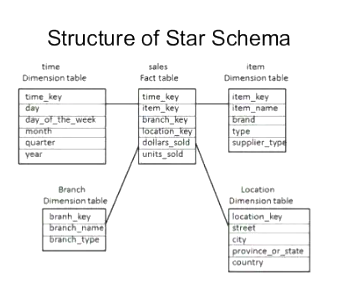 Structure of Star Schema
time
Dimension table
time_key
day
day_of_the_week
month
quarter
year
sales
Fact table
time_key
item_key
branch_key
location_key
dollars_sold
units_sold
item
Dimension table
item_key
item_name
brand
type
supplier_type
Branch
Dimension table
branh_key
branch_name
branch_type
Location
Dimension table
location_key
street
city
province_or_state
country